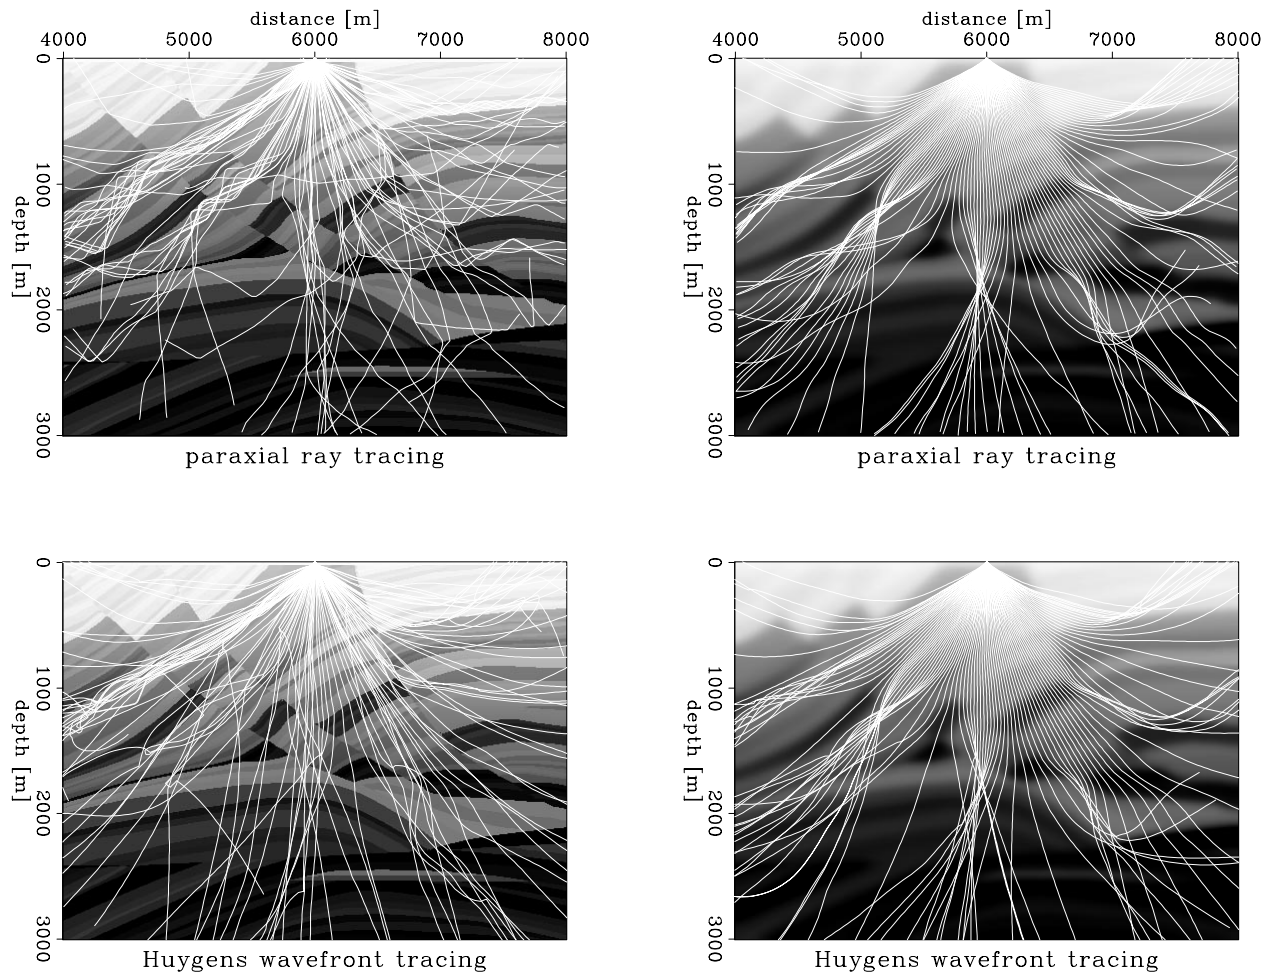 distance [m]
4000 5000 6000 7000 8000
0
1000
2000
3000
depth [m]
paraxial ray tracing
distance [m]
4000 5000 6000 7000 8000
0
1000
2000
3000
depth [m]
paraxial ray tracing
0
1000
2000
3000
depth [m]
Huygens wavefront tracing
0
1000
2000
3000
depth [m]
Huygens wavefront tracing